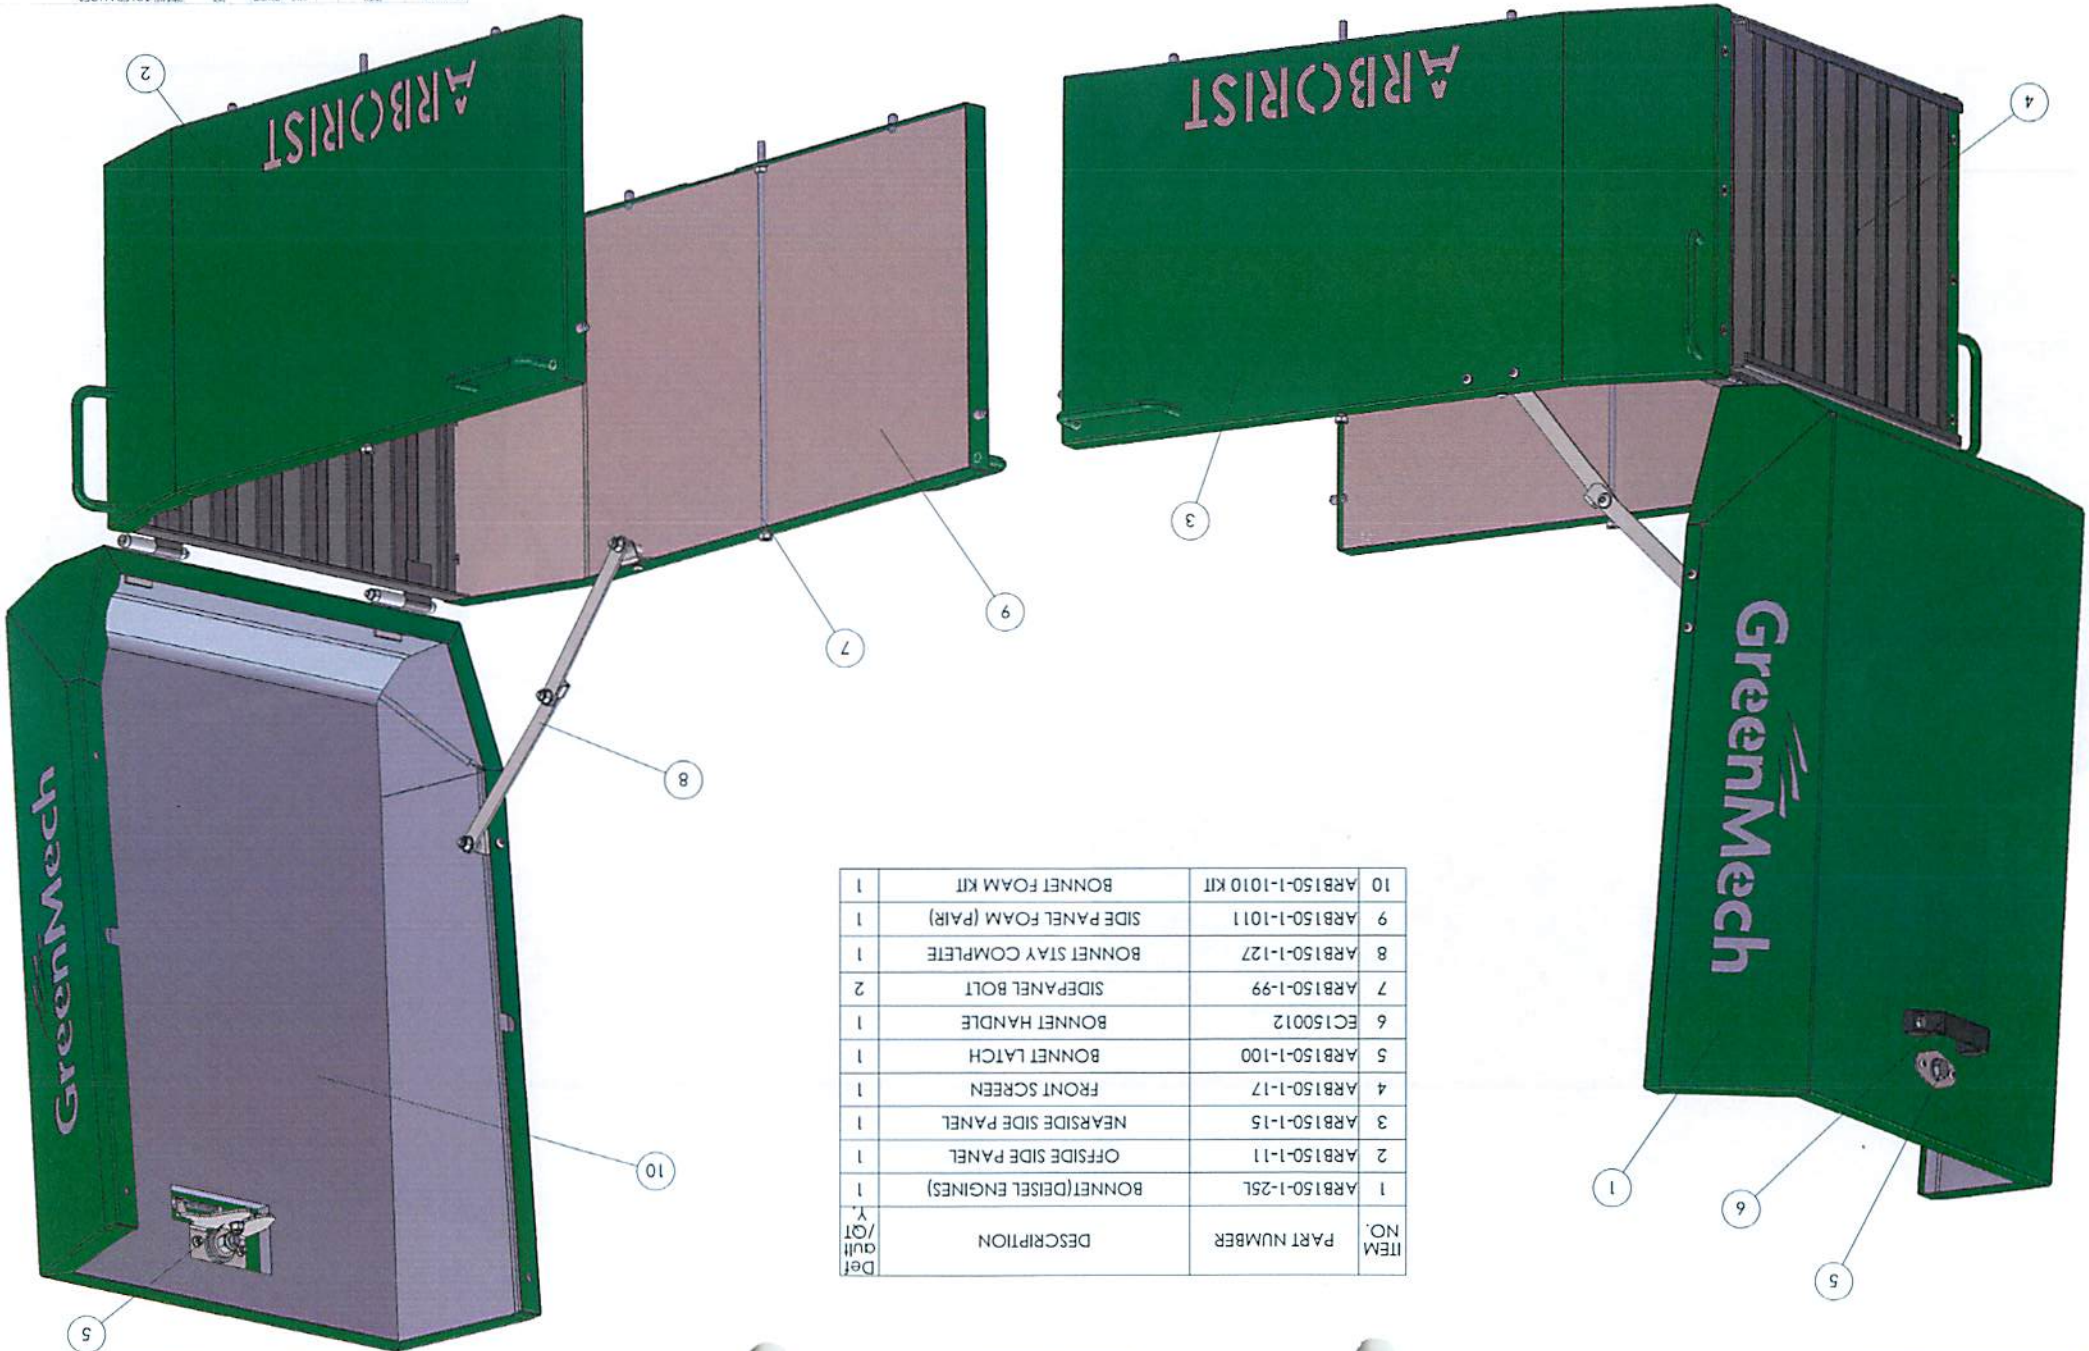 5
5
6
1
10
GreenMech
GreenMech
ITEM NO. PART NUMBER DESCRIPTION Default/QTY.
1 ARB150-1-25L BONNET(DEISEL ENGINES) 1
2 ARB150-1-11 OFFSIDE SIDE PANEL 1
3 ARB150-1-15 NEARSIDE SIDE PANEL 1
4 ARB150-1-17 FRONT SCREEN 1
5 ARB150-1-100 BONNET LATCH 1
6 EC150012 BONNET HANDLE 1
7 ARB150-1-99 SIDEPANEL BOLT 2
8 ARB150-1-127 BONNET STAY COMPLETE 1
9 ARB150-1-1011 SIDE PANEL FOAM (PAIR) 1
10 ARB150-1-1010 KIT BONNET FOAM KIT 1
8
7
9
3
4
ARBORIST
ARBORIST
2